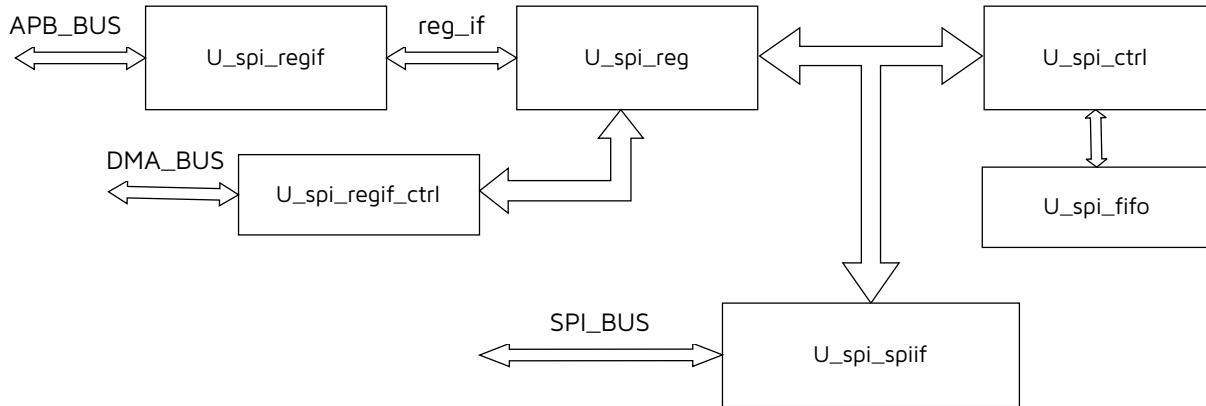 APB_BUS
U_spi_regif
reg_if
U_spi_reg
U_spi_ctrl
DMA_BUS
U_spi_regif_ctrl
U_spi_fifo
SPI_BUS
U_spi_spiif